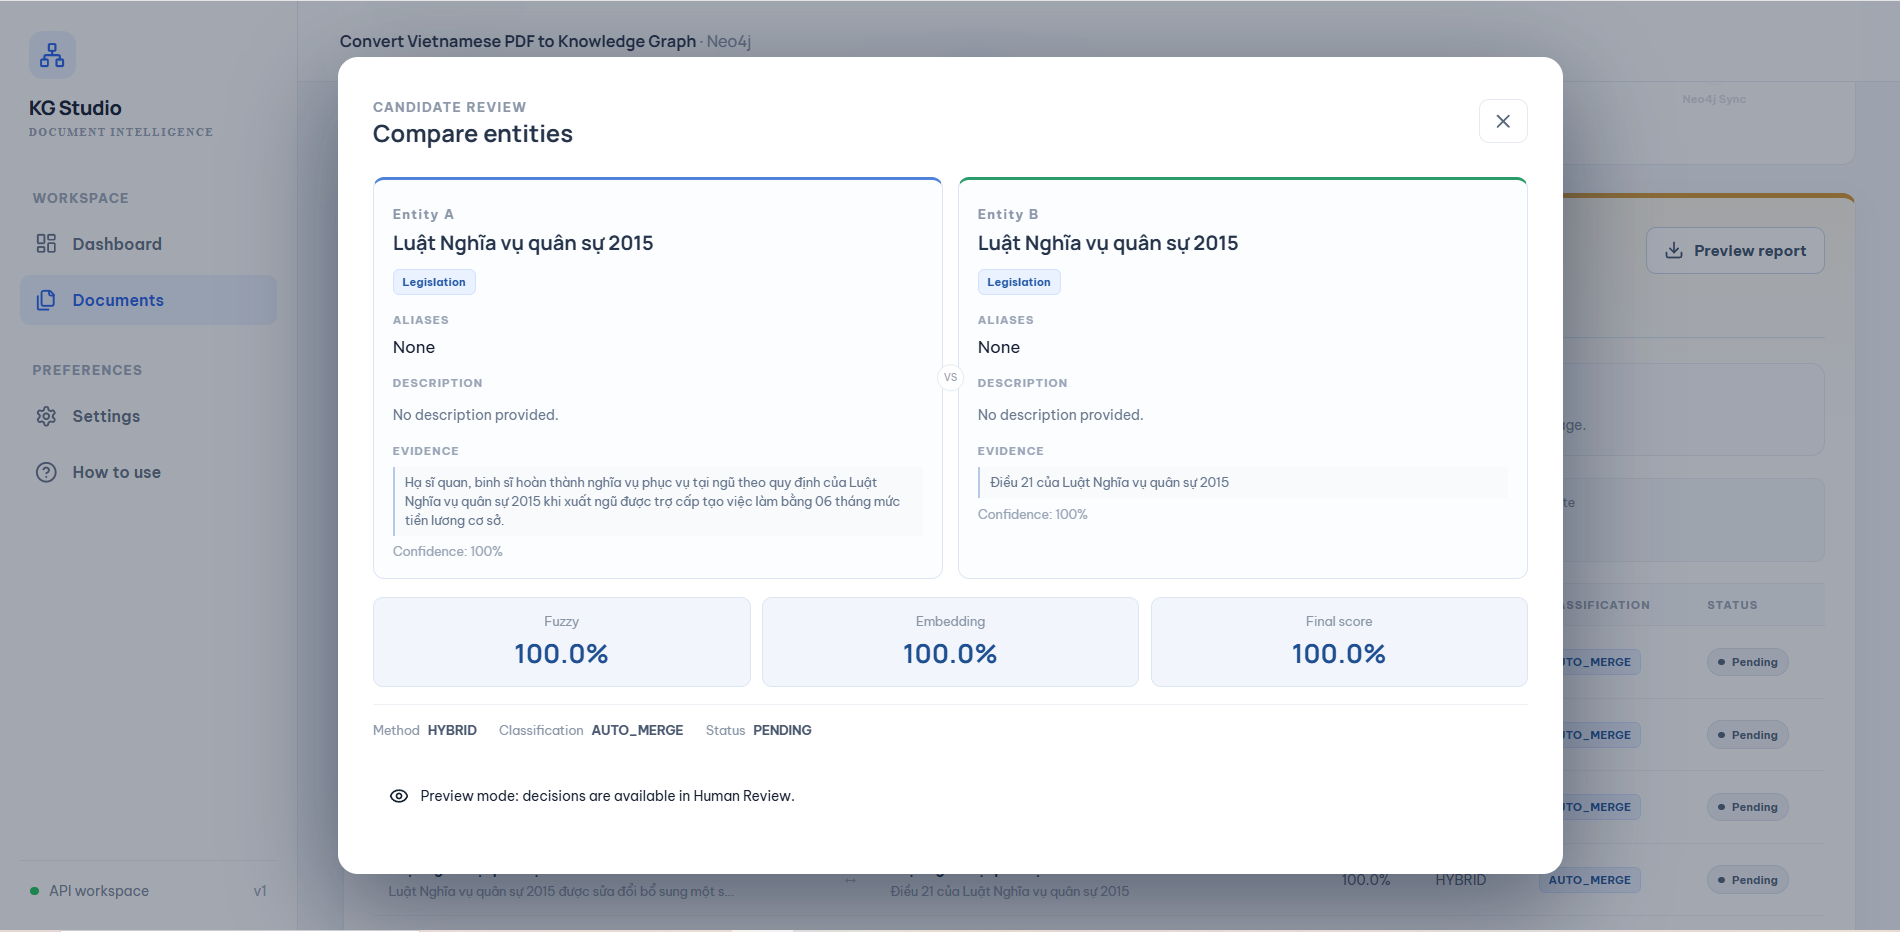 KG Studio
DOCUMENT INTELLIGENCE
WORKSPACE
Dashboard
Documents
PREFERENCES
Settings
How to use
API workspace v1
Convert Vietnamese PDF to Knowledge Graph · Neo4j
Neo4j Sync
Preview report
CANDIDATE REVIEW
Compare entities
Entity A
Luật Nghĩa vụ quân sự 2015
Legislation
ALIASES
None
DESCRIPTION
No description provided.
EVIDENCE
Hạ sĩ quan, binh sĩ hoàn thành nghĩa vụ phục vụ tại ngũ theo quy định của Luật
Nghĩa vụ quân sự 2015 khi xuất ngũ được trợ cấp tạo việc làm bằng 06 tháng mức
tiền lương cơ sở.
Confidence: 100%
VS
Entity B
Luật Nghĩa vụ quân sự 2015
Legislation
ALIASES
None
DESCRIPTION
No description provided.
EVIDENCE
Điều 21 của Luật Nghĩa vụ quân sự 2015
Confidence: 100%
Fuzzy
100.0%
Embedding
100.0%
Final score
100.0%
Method HYBRID Classification AUTO_MERGE Status PENDING
Preview mode: decisions are available in Human Review.
STATUS
Pending
Pending
Pending
Luật Nghĩa vụ quân sự 2015 được sửa đổi bổ sung một s... ↔ Điều 21 của Luật Nghĩa vụ quân sự 2015 100.0% HYBRID AUTO_MERGE Pending